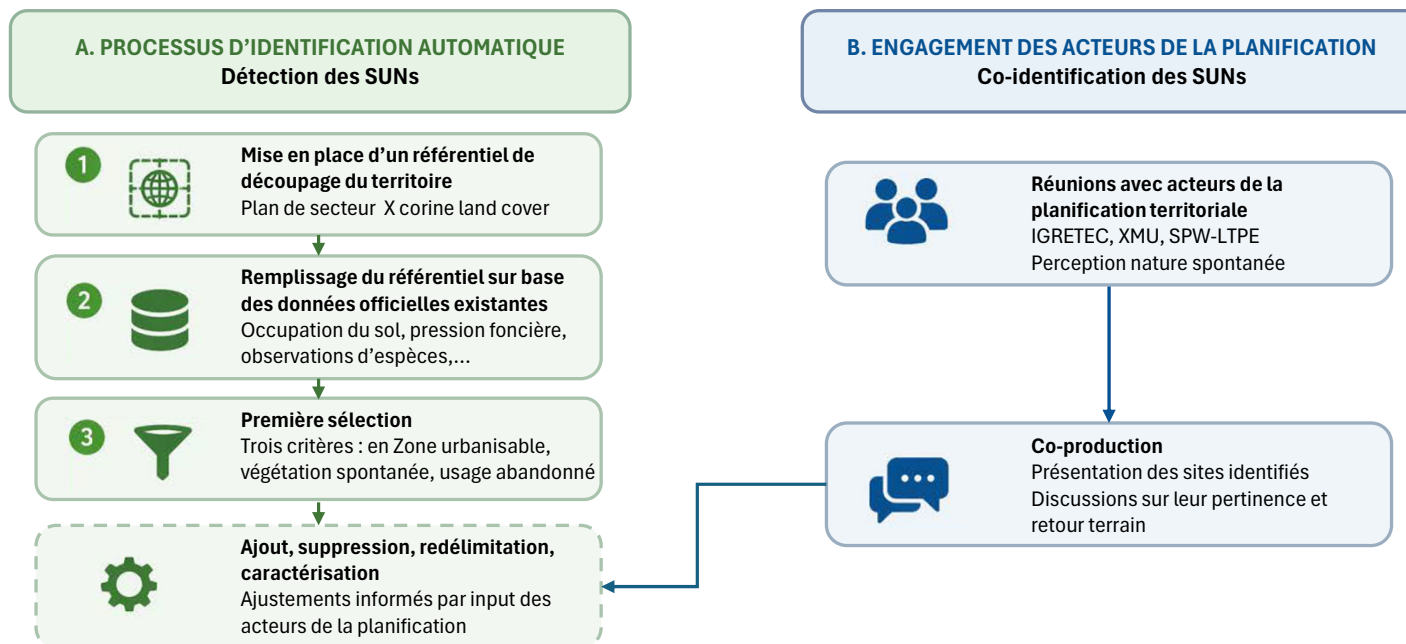 A. PROCESSUS D’IDENTIFICATION AUTOMATIQUE
Détection des SUNs
1
Mise en place d’un référentiel de
découpage du territoire
Plan de secteur X corine land cover
2
Remplissage du référentiel sur base
des données officielles existantes
Occupation du sol, pression foncière,
observations d’espèces,...
3
Première sélection
Trois critères : en Zone urbanisable,
végétation spontanée, usage abandonné
Ajout, suppression, redélimitation,
caractérisation
Ajustements informés par input des
acteurs de la planification
B. ENGAGEMENT DES ACTEURS DE LA PLANIFICATION
Co-identification des SUNs
Réunions avec acteurs de la
planification territoriale
IGRETEC, XMU, SPW-LTPE
Perception nature spontanée
Co-production
Présentation des sites identifiés
Discussions sur leur pertinence et
retour terrain